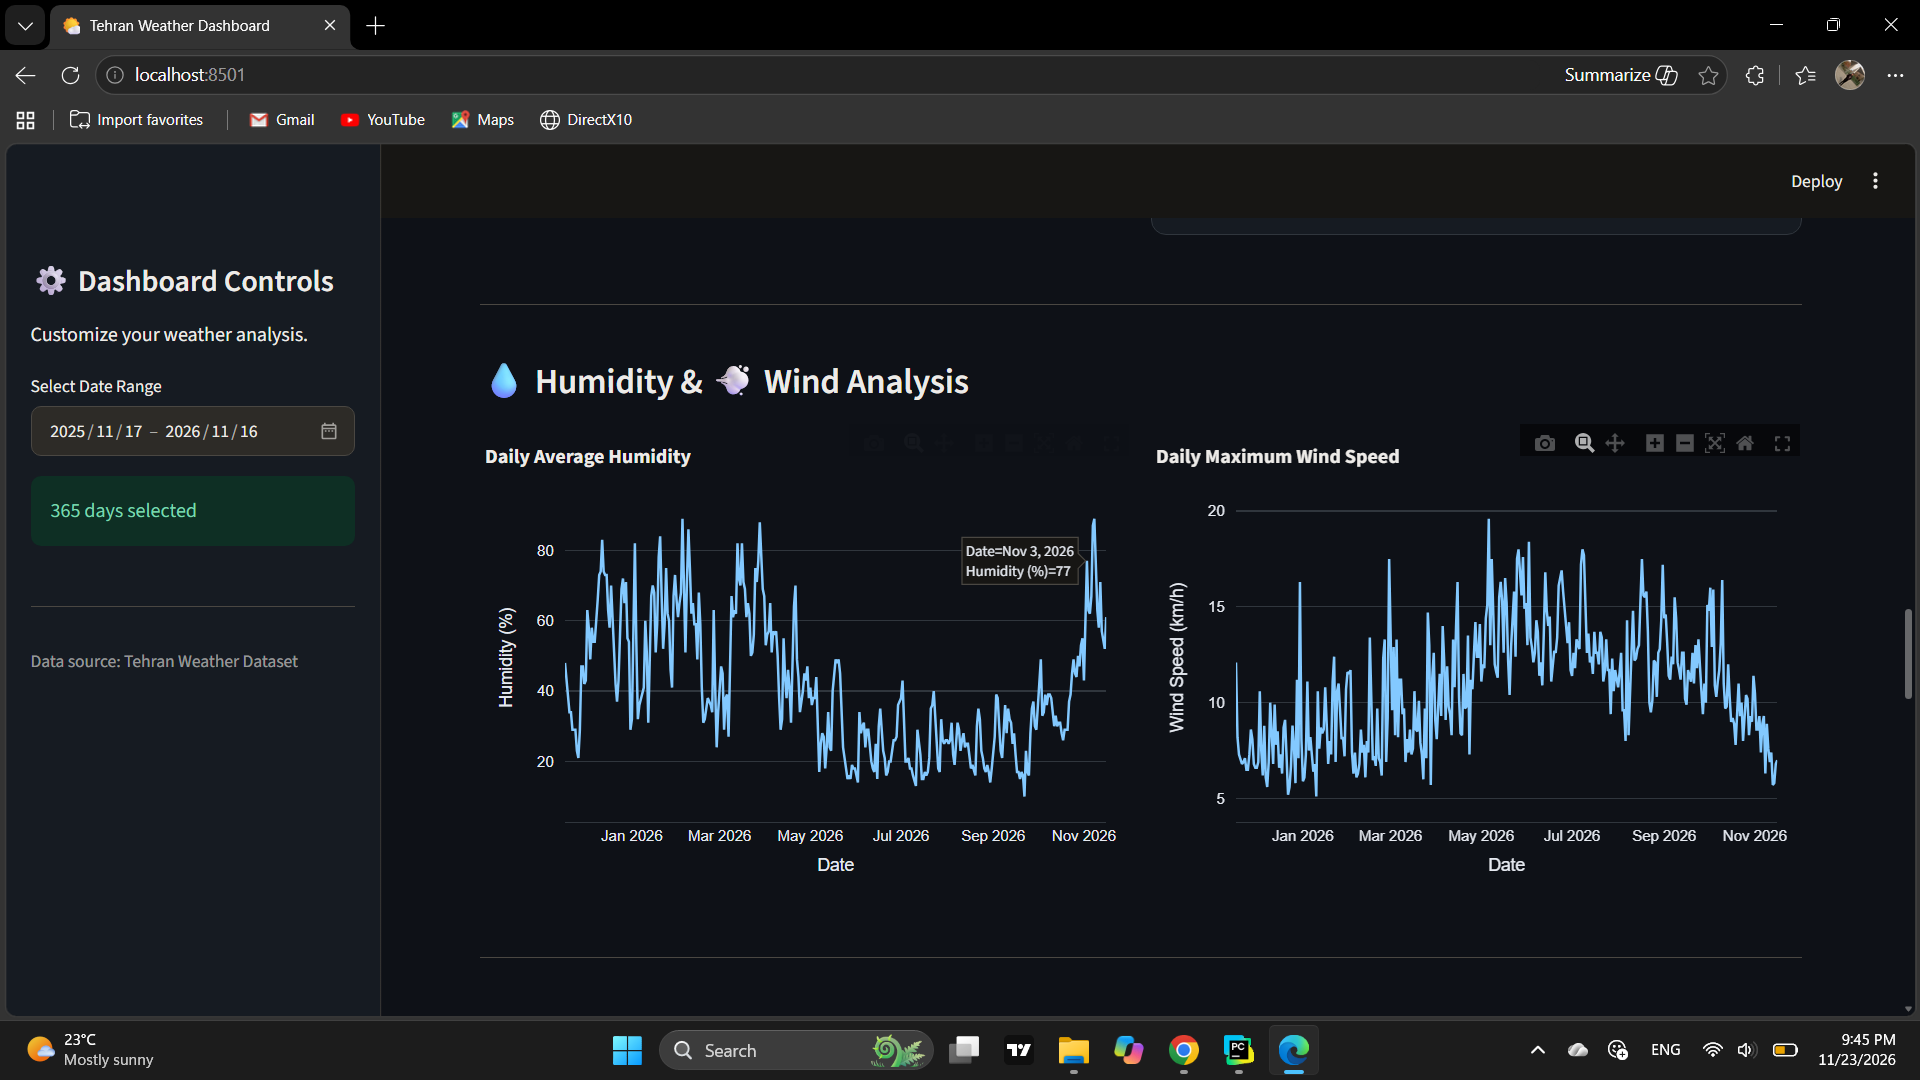 Tehran Weather Dashboard
localhost:8501
Summarize
Import favorites
Gmail
YouTube
Maps
DirectX10
Deploy
Dashboard Controls
Customize your weather analysis.
Select Date Range
2025/11/17 – 2026/11/16
365 days selected
Data source: Tehran Weather Dataset
Humidity & Wind Analysis
Daily Average Humidity
80
60
40
20
Humidity (%)
Date=Nov 3, 2026
Humidity (%)=77
Jan 2026 Mar 2026 May 2026 Jul 2026 Sep 2026 Nov 2026
Date
Daily Maximum Wind Speed
20
15
10
5
Wind Speed (km/h)
Jan 2026 Mar 2026 May 2026 Jul 2026 Sep 2026 Nov 2026
Date
23°C
Mostly sunny
Search
PC
ENG
9:45 PM
11/23/2026